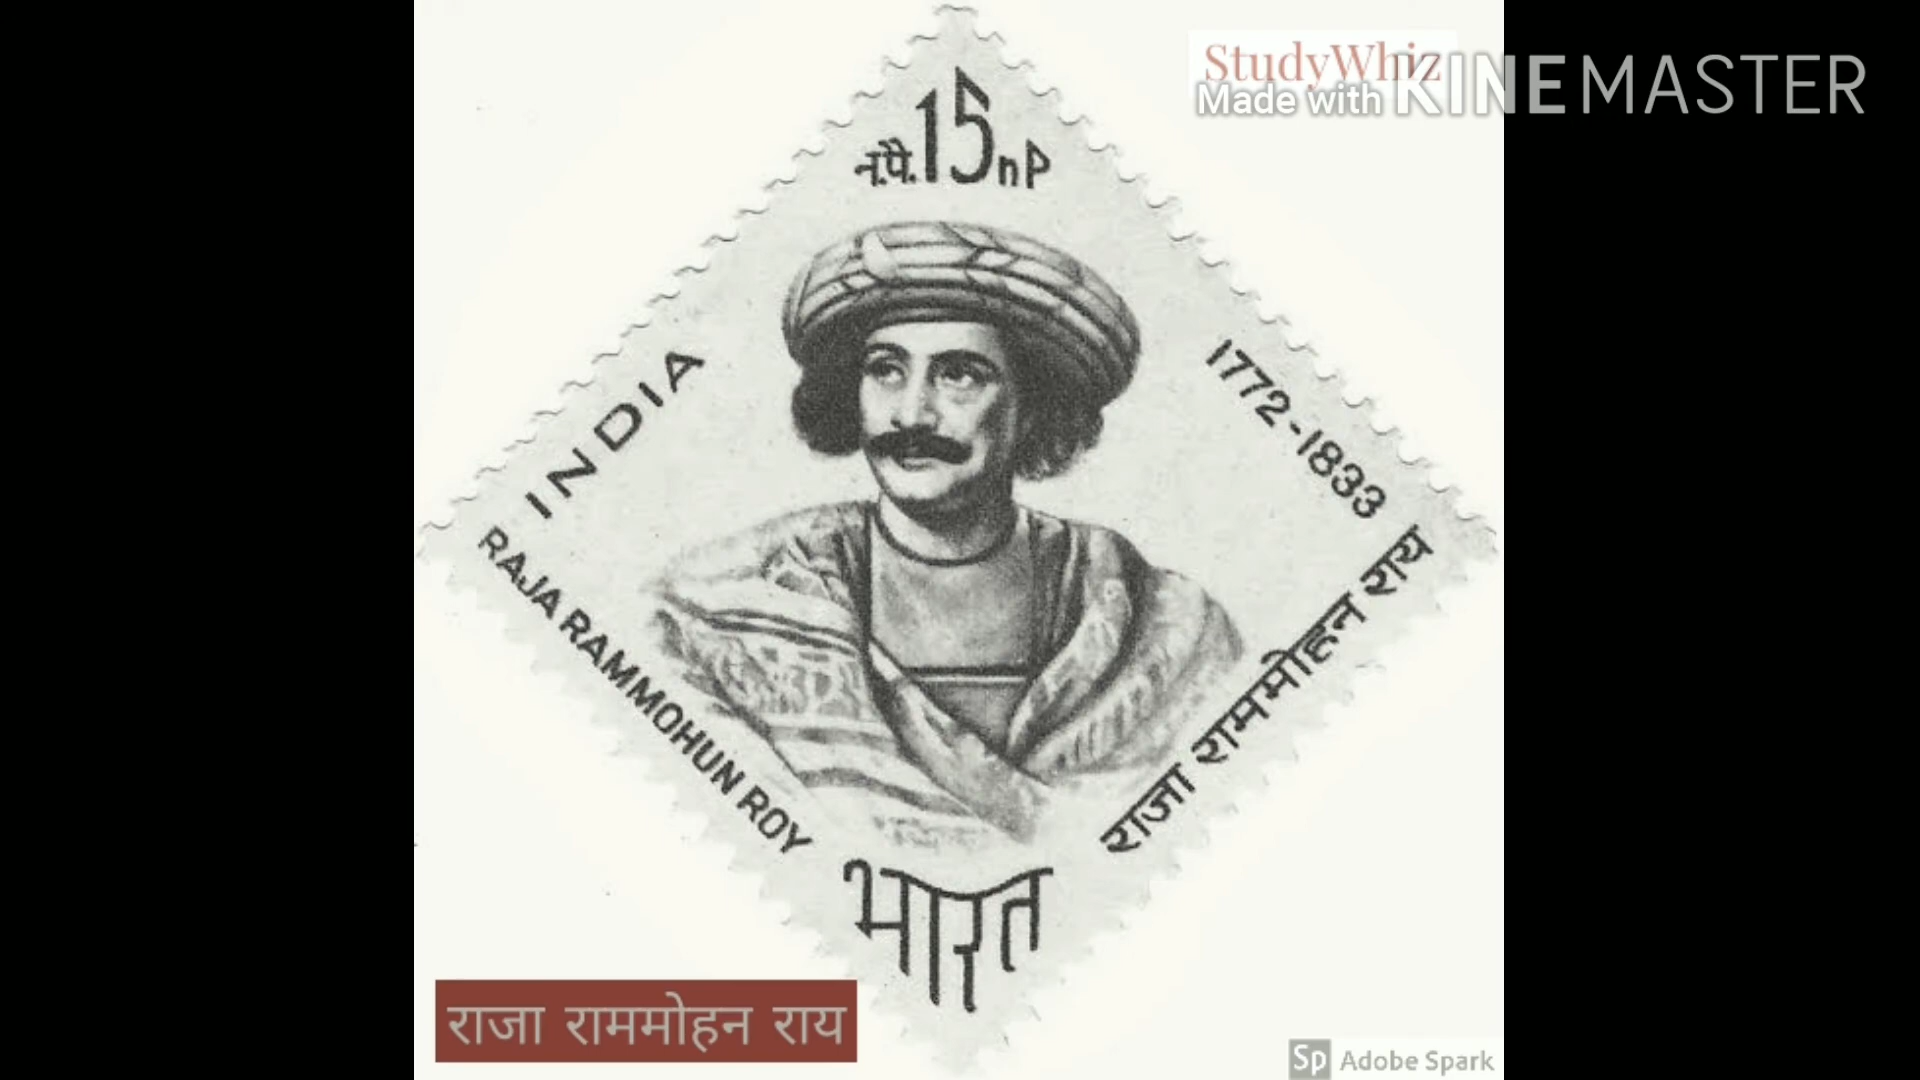 StudyWhiz
Made with KINEMASTER
न.पै. 15 nP
INDIA
1772-1833
RAJA RAMMOHUN ROY
राजा राममोहन राय
भारत
राजा राममोहन राय
Sp Adobe Spark